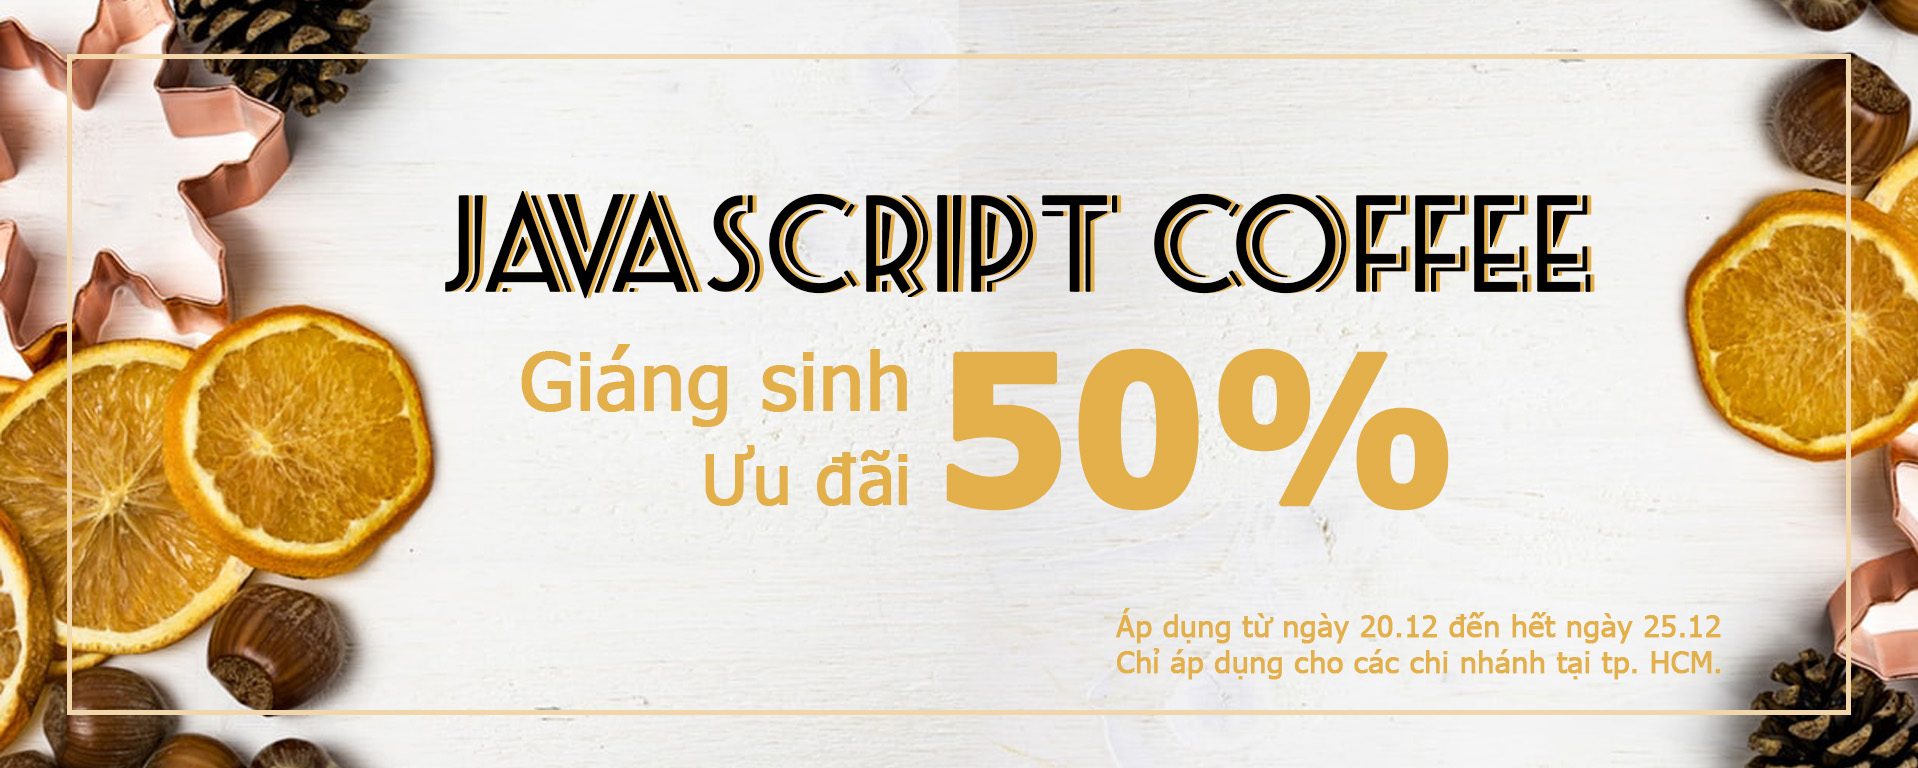 JAVASCRIPT COFFEE
Giáng sinh
Ưu đãi
50%
Áp dụng từ ngày 20.12 đến hết ngày 25.12
Chỉ áp dụng cho các chi nhánh tại tp. HCM.